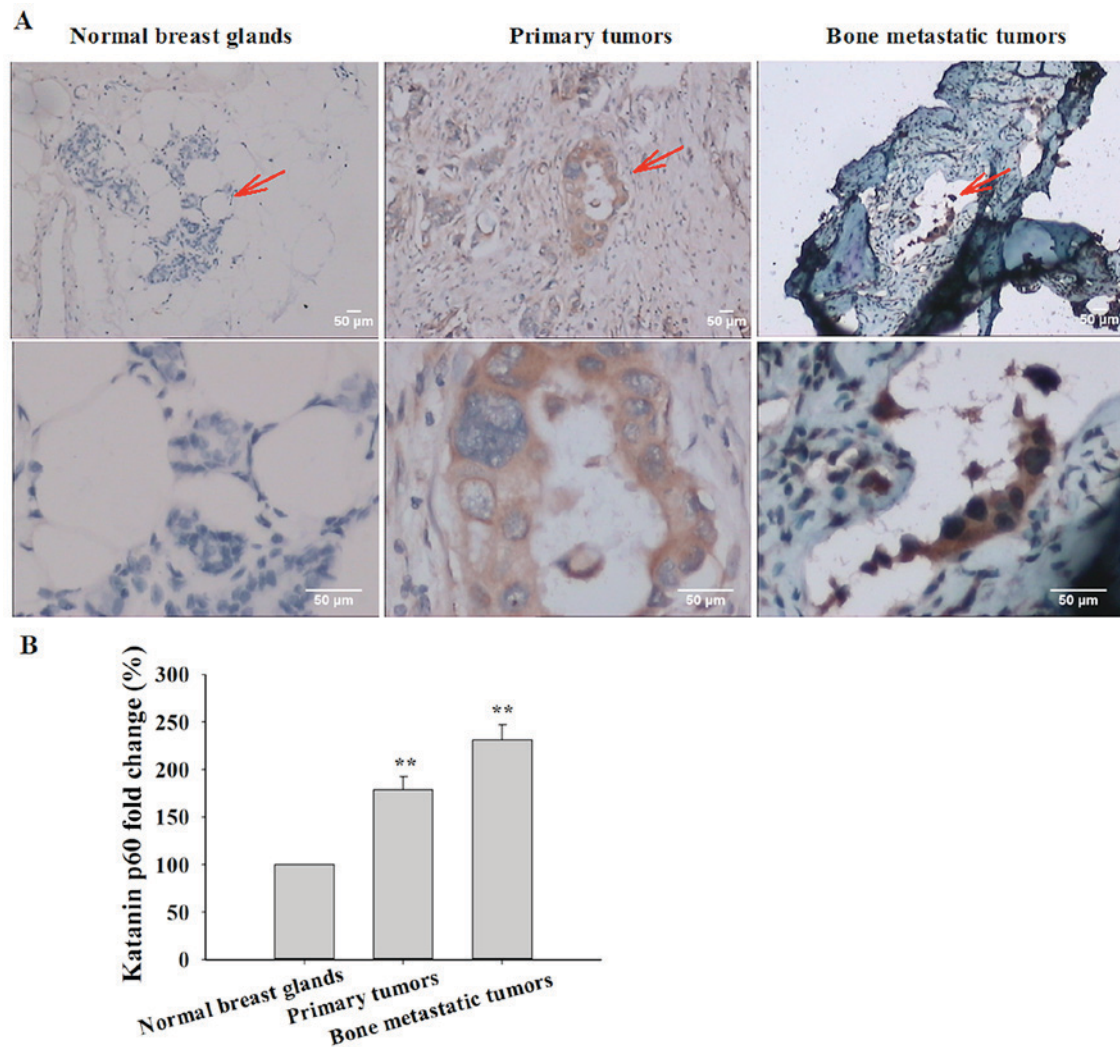 A
Normal breast glands
Primary tumors
Bone metastatic tumors
50 µm
50 µm
50 µm
50 µm
50 µm
50 µm
B
Katanin p60 fold change (%)
300
250
200
150
100
50
0
**
**
Normal breast glands
Primary tumors
Bone metastatic tumors